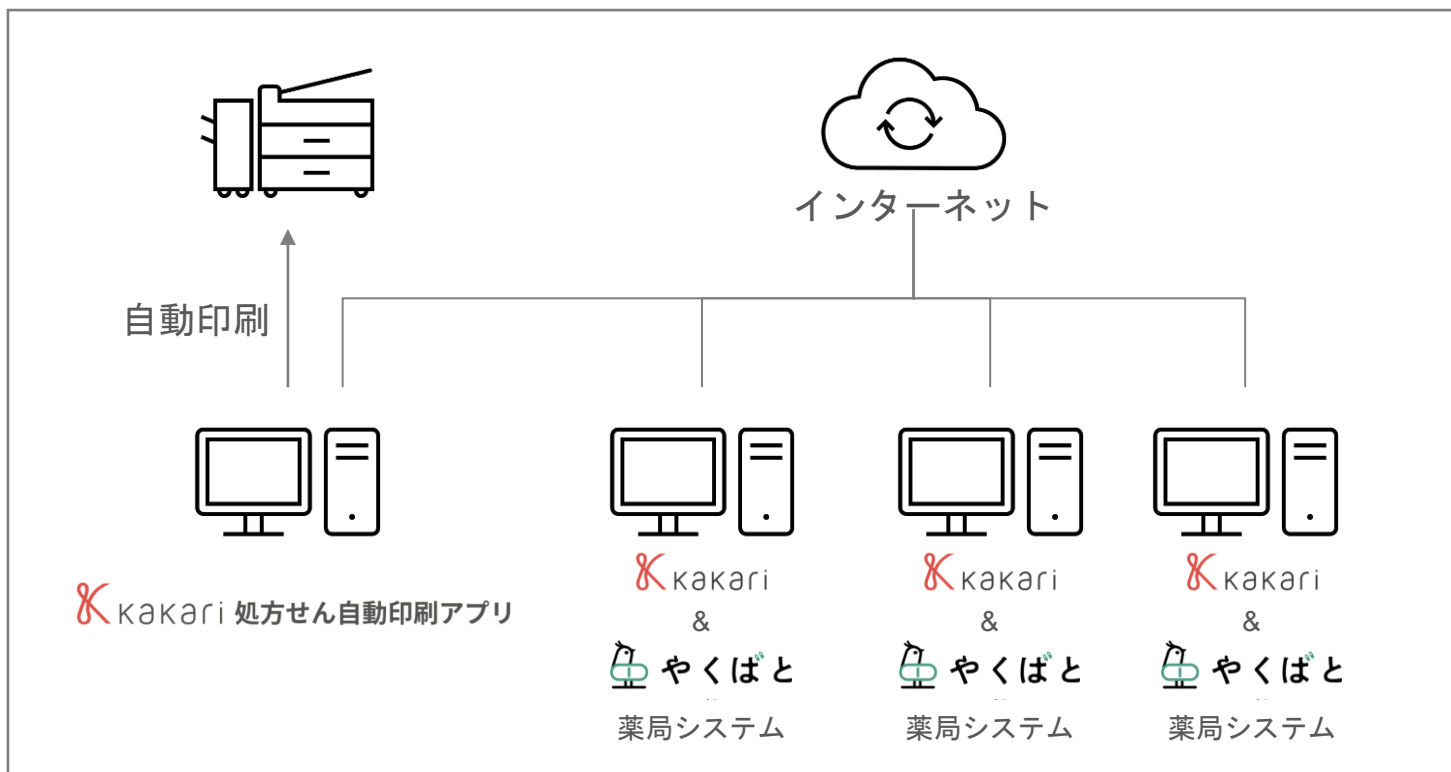 インターネット
自動印刷
kakari 処方せん自動印刷アプリ
kakari
&
やくばと
薬局システム
kakari
&
やくばと
薬局システム
kakari
&
やくばと
薬局システム